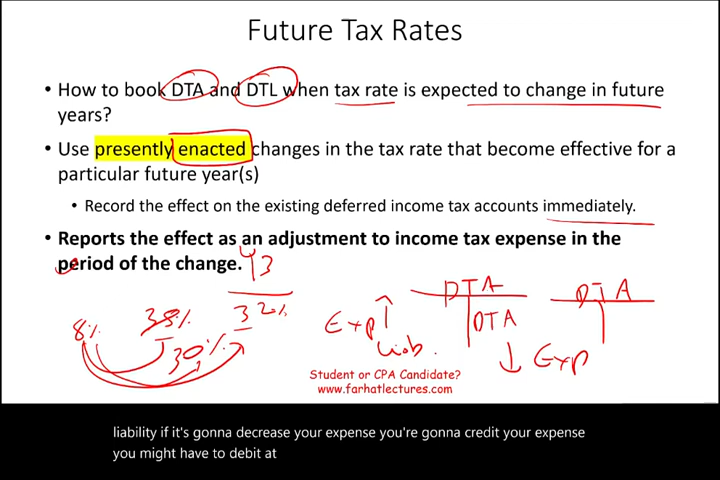 Future Tax Rates
• How to book DTA and DTL when tax rate is expected to change in future
years?
• Use presently enacted changes in the tax rate that become effective for a
particular future year(s)
• Record the effect on the existing deferred income tax accounts immediately.
• Reports the effect as an adjustment to income tax expense in the
period of the change.
Y3
DTA
DTA
8%
38%
32%
Exp
DTA
30%
Liab.
Exp
Student or CPA Candidate?
www.farhatlectures.com
liability if it's gonna decrease your expense you're gonna credit your expense
you might have to debit at